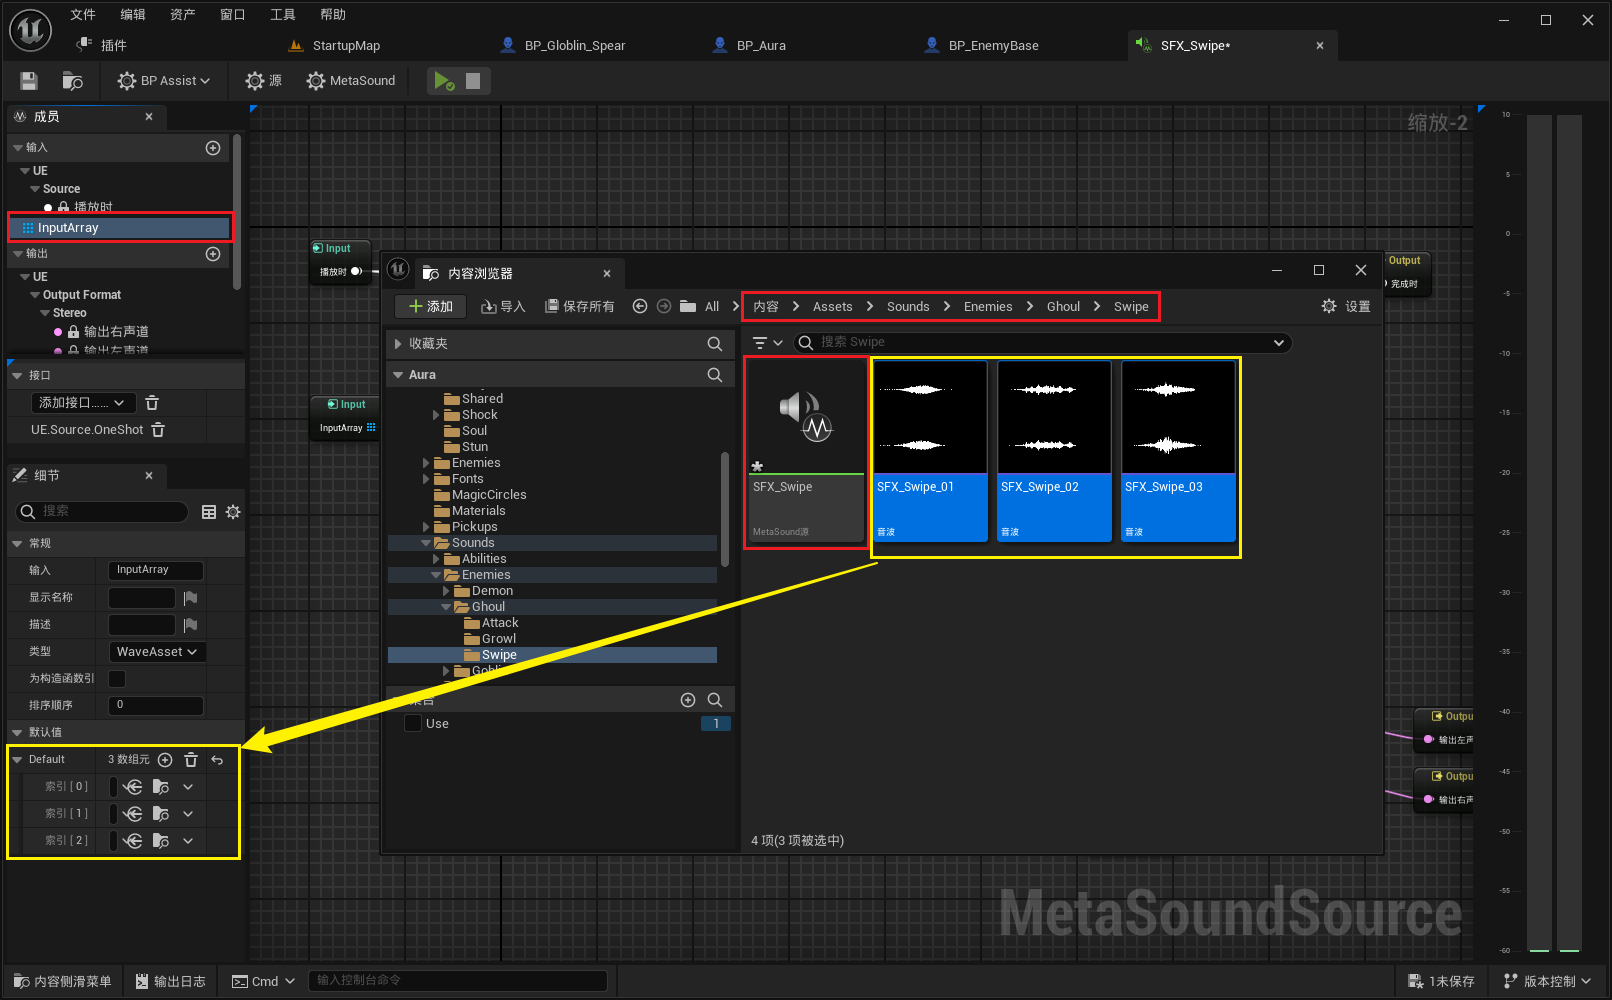 文件 编辑 资产 窗口 工具 帮助
插件 StartupMap BP_Globlin_Spear BP_Aura BP_EnemyBase SFX_Swipe*
BP Assist 源 MetaSound
成员
输入
UE
Source
播放时
InputArray
输出
UE
Output Format
Stereo
输出右声道
输出左声道
接口
添加接口......
UE.Source.OneShot
细节
搜索
常规
输入 InputArray
显示名称
描述
类型 WaveAsset
为构造函数引
排序顺序 0
默认值
Default 3 数组元
索引 [ 0 ]
索引 [ 1 ]
索引 [ 2 ]
缩放-2
Input
播放时
Input
InputArray
内容浏览器
添加 导入 保存所有 All 内容 Assets Sounds Enemies Ghoul Swipe 设置
收藏夹
Aura
Shared
Shock
Soul
Stun
Enemies
Fonts
MagicCircles
Materials
Pickups
Sounds
Abilities
Enemies
Demon
Ghoul
Attack
Growl
Swipe
Use 1
搜索 Swipe
SFX_Swipe
MetaSound源
SFX_Swipe_01
音波
SFX_Swipe_02
音波
SFX_Swipe_03
音波
4 项(3 项被选中)
Output
完成时
Outpu
输出左声
Outpu
输出右声
MetaSoundSource
10
5
0
-5
-10
-15
-20
-25
-30
-35
-40
-45
-50
-55
-60
内容侧滑菜单 输出日志 Cmd 输入控制台命令 1未保存 版本控制